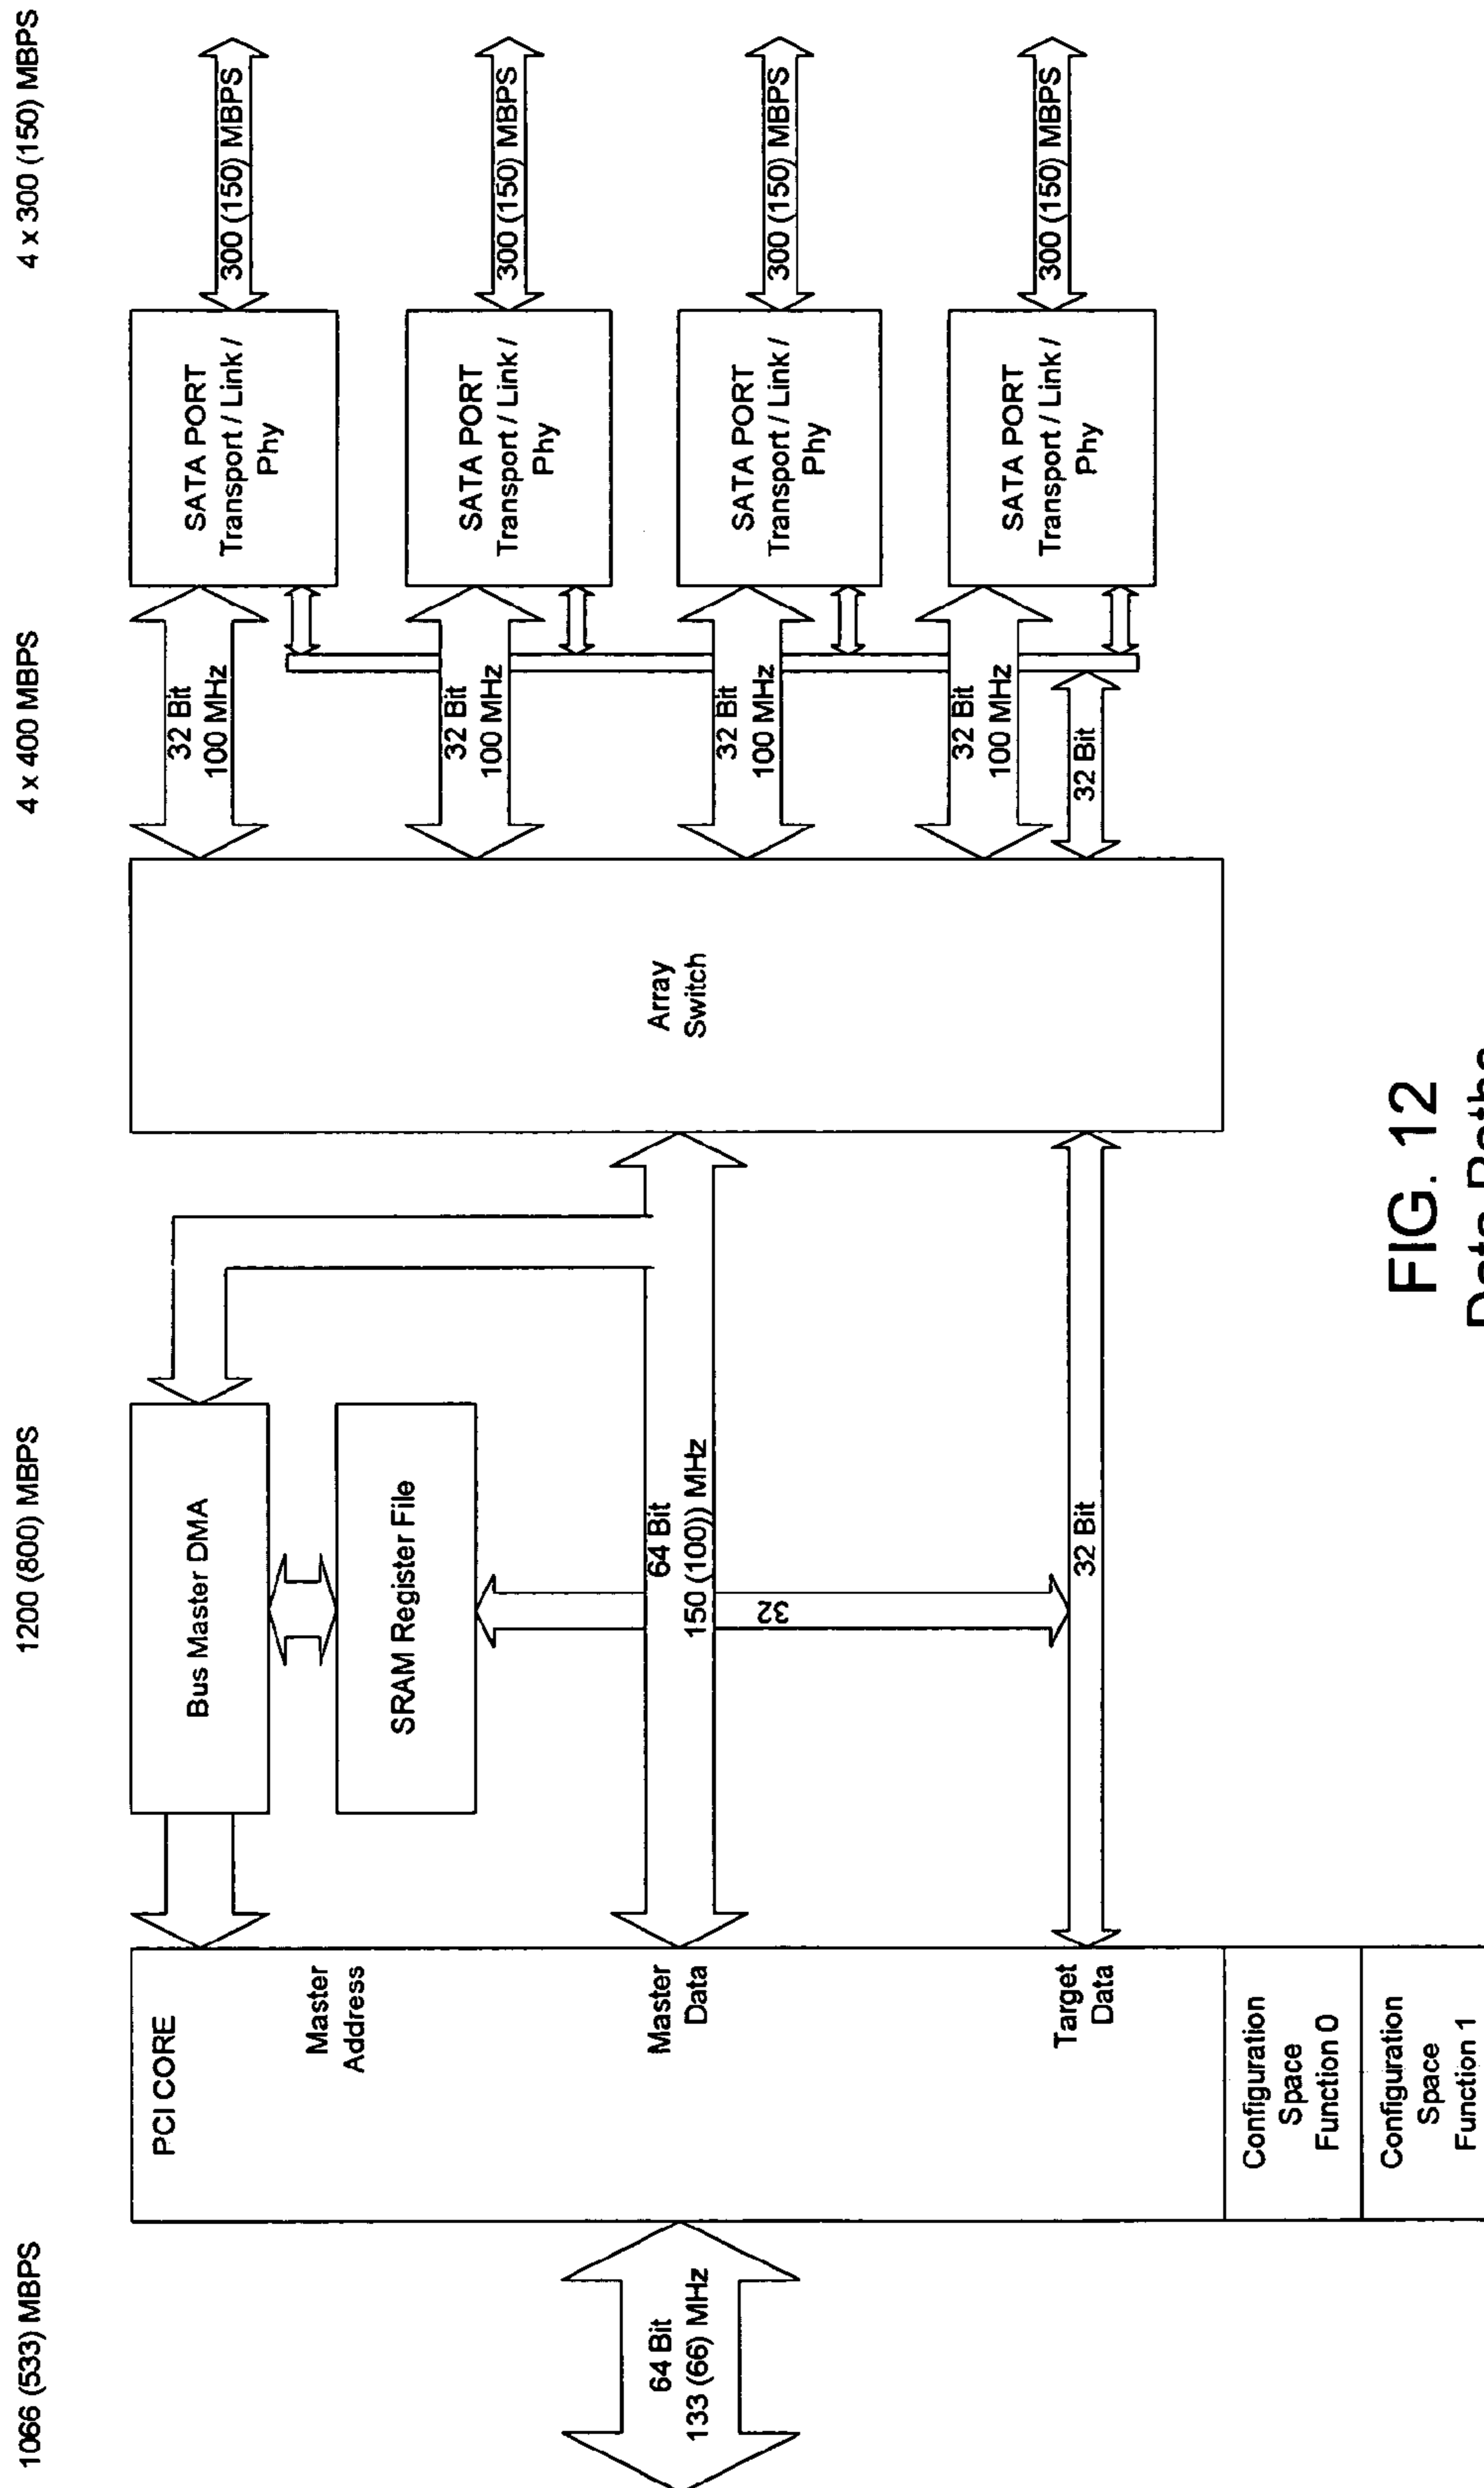 1066 (533) MBPS
1200 (800) MBPS
4 x 400 MBPS
4 x 300 (150) MBPS
64 Bit
133 (66) MHz
PCI CORE
Master
Address
Master
Data
Target
Data
Configuration
Space
Function 0
Configuration
Space
Function 1
Bus Master DMA
SRAM Register File
64 Bit
150 (100)) MHz
32
32 Bit
Array
Switch
32 Bit
100 MHz
32 Bit
100 MHz
32 Bit
100 MHz
32 Bit
100 MHz
32 Bit
SATA PORT
Transport / Link /
Phy
SATA PORT
Transport / Link /
Phy
SATA PORT
Transport / Link /
Phy
SATA PORT
Transport / Link /
Phy
300 (150) MBPS
300 (150) MBPS
300 (150) MBPS
300 (150) MBPS
FIG. 12
Data Paths